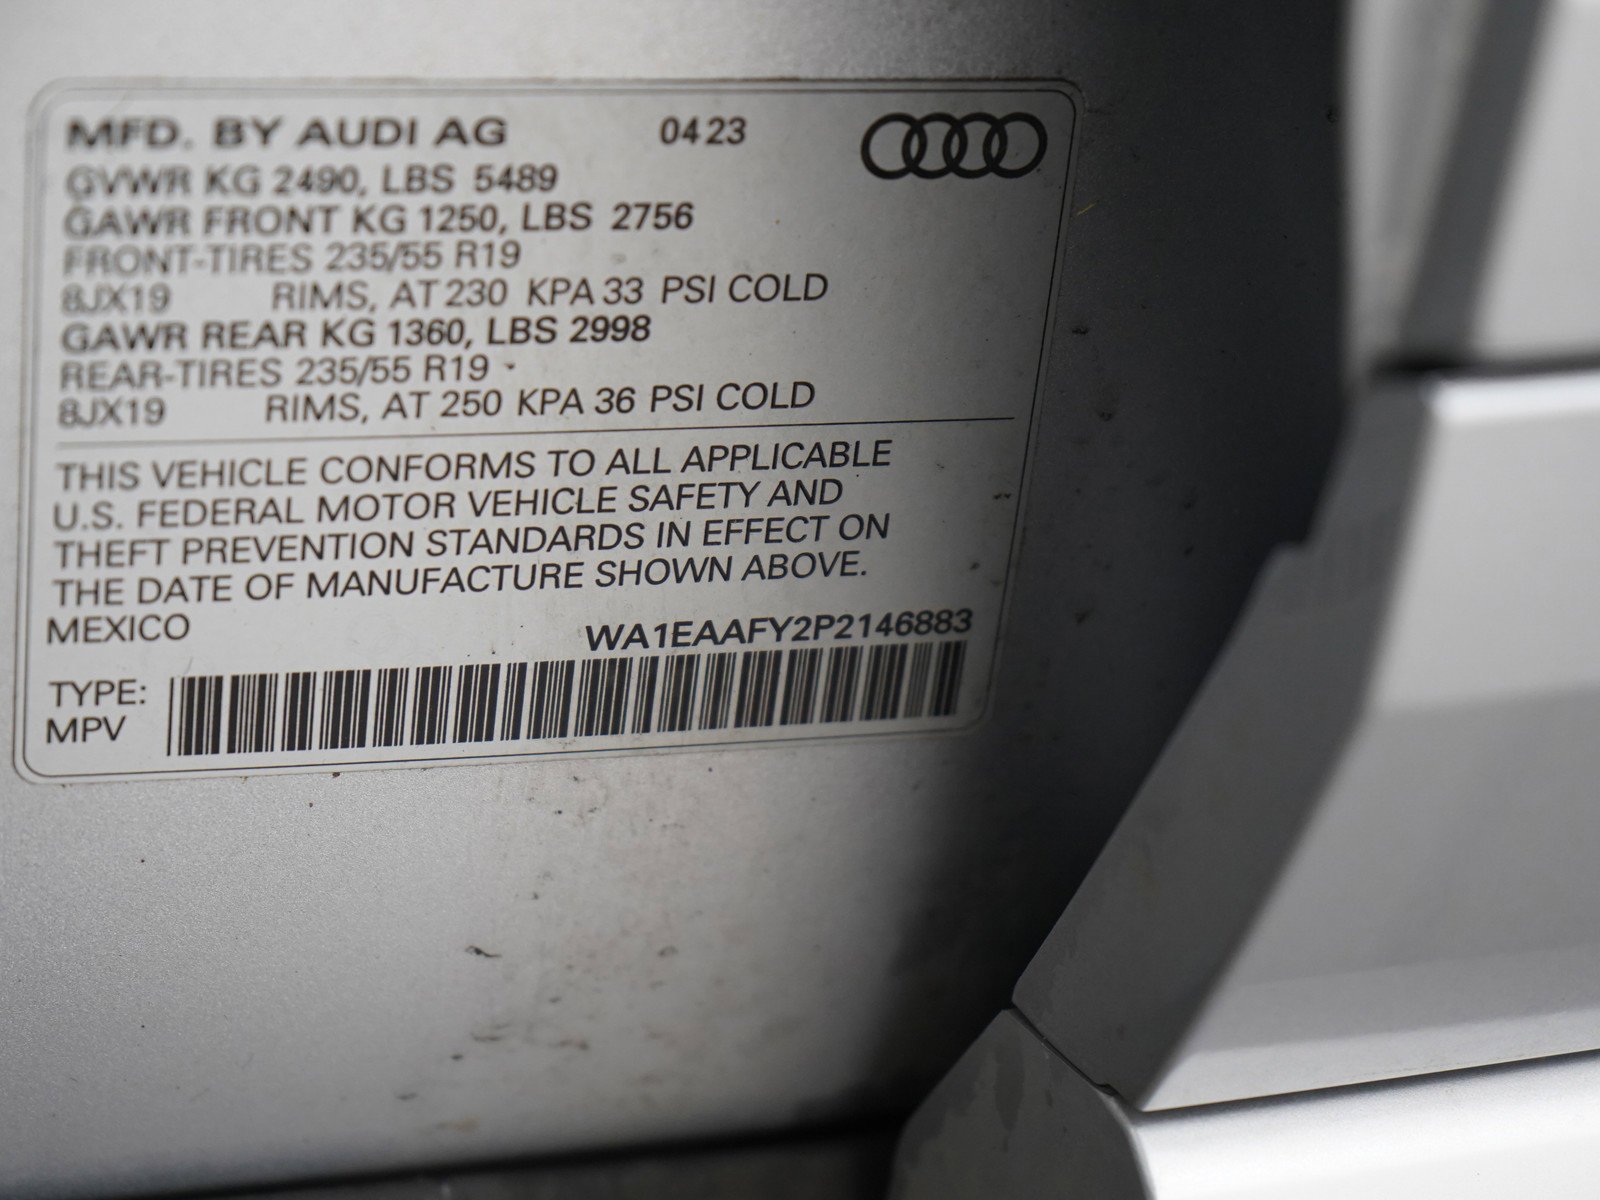 MFD. BY AUDI AG 0423
GVWR KG 2490, LBS 5489
GAWR FRONT KG 1250, LBS 2756
FRONT-TIRES 235/55 R19
8JX19 RIMS, AT 230 KPA 33 PSI COLD
GAWR REAR KG 1360, LBS 2998
REAR-TIRES 235/55 R19
8JX19 RIMS, AT 250 KPA 36 PSI COLD
THIS VEHICLE CONFORMS TO ALL APPLICABLE
U.S. FEDERAL MOTOR VEHICLE SAFETY AND
THEFT PREVENTION STANDARDS IN EFFECT ON
THE DATE OF MANUFACTURE SHOWN ABOVE.
MEXICO WA1EAAFY2P2146883
TYPE:
MPV